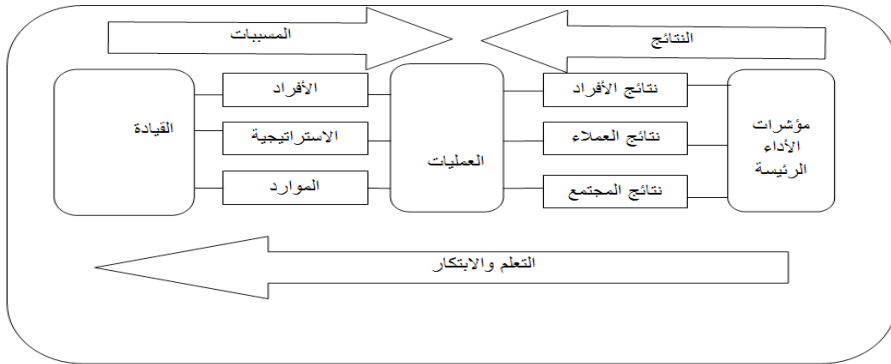 المسببات
النتائج
القيادة
الأفراد
الاستراتيجية
الموارد
العمليات
نتائج الأفراد
نتائج العملاء
نتائج المجتمع
مؤشرات
الأداء
الرئيسة
التعلم والابتكار